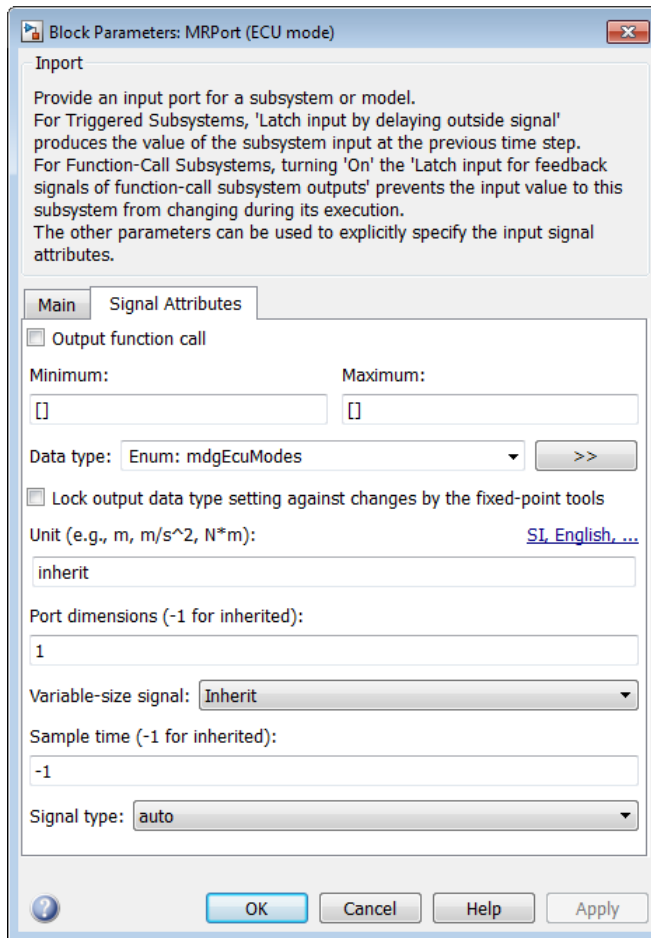 Block Parameters: MRPort (ECU mode)
Inport
Provide an input port for a subsystem or model.
For Triggered Subsystems, 'Latch input by delaying outside signal'
produces the value of the subsystem input at the previous time step.
For Function-Call Subsystems, turning 'On' the 'Latch input for feedback
signals of function-call subsystem outputs' prevents the input value to this
subsystem from changing during its execution.
The other parameters can be used to explicitly specify the input signal
attributes.
Main Signal Attributes
Output function call
Minimum: Maximum:
[] []
Data type: Enum: mdgEcuModes >>
Lock output data type setting against changes by the fixed-point tools
Unit (e.g., m, m/s^2, N*m): SI, English, ...
inherit
Port dimensions (-1 for inherited):
1
Variable-size signal: Inherit
Sample time (-1 for inherited):
-1
Signal type: auto
? OK Cancel Help Apply